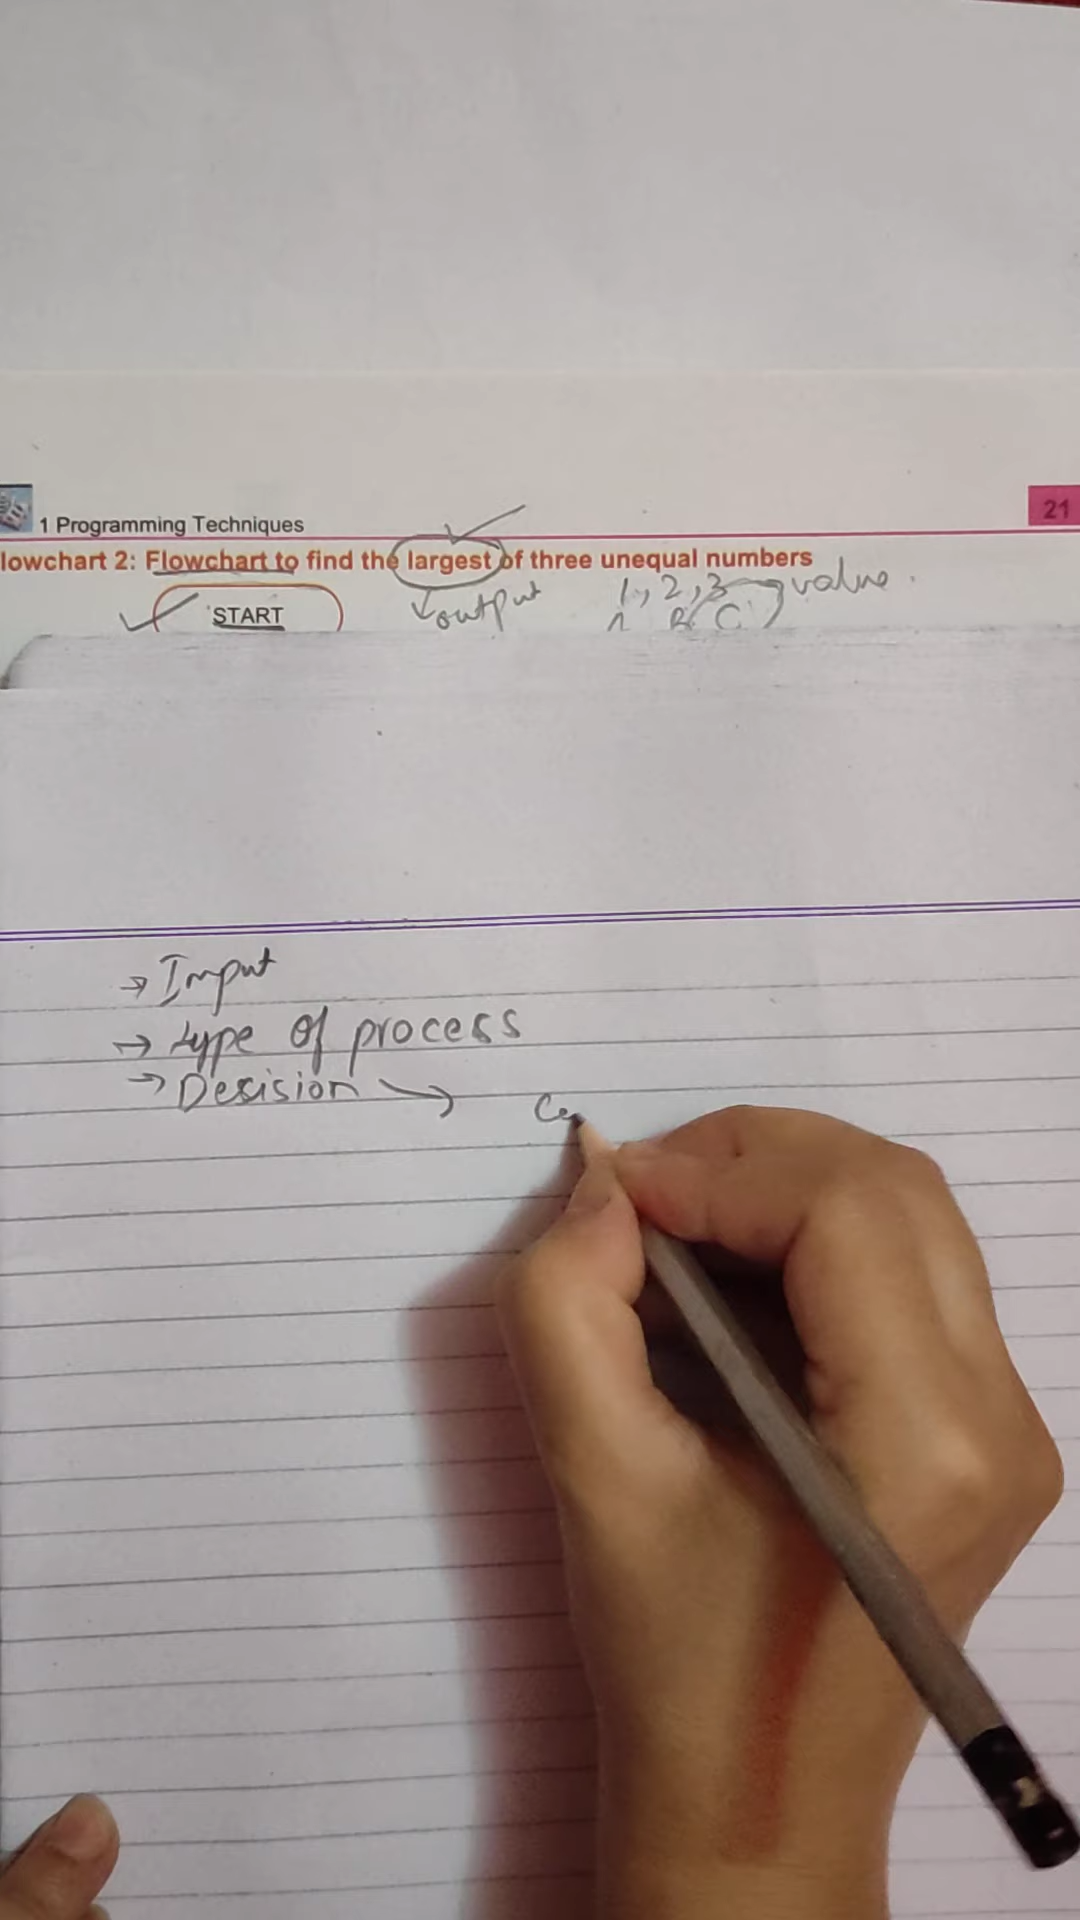 1 Programming Techniques
21
lowchart 2: Flowchart to find the largest of three unequal numbers
START
output
1, 2, 3 value.
A B C
→ Input
→ type of process
→ Desision →